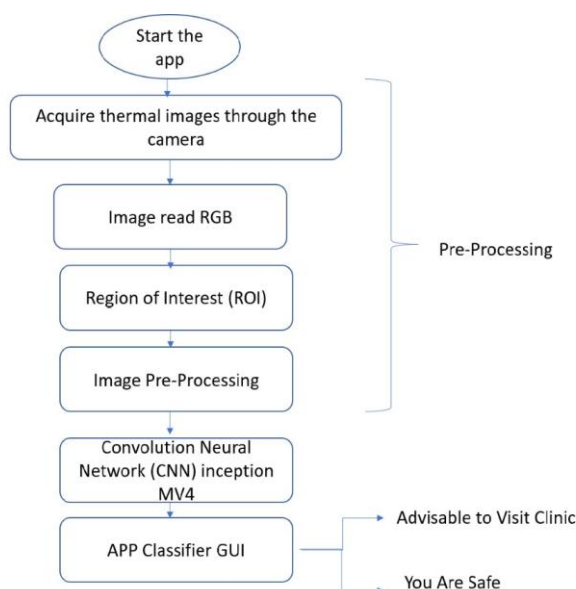 Start the
app
Acquire thermal images through the
camera
Image read RGB
Region of Interest (ROI)
Pre-Processing
Image Pre-Processing
Convolution Neural
Network (CNN) inception
MV4
APP Classifier GUI
Advisable to Visit Clinic
You Are Safe